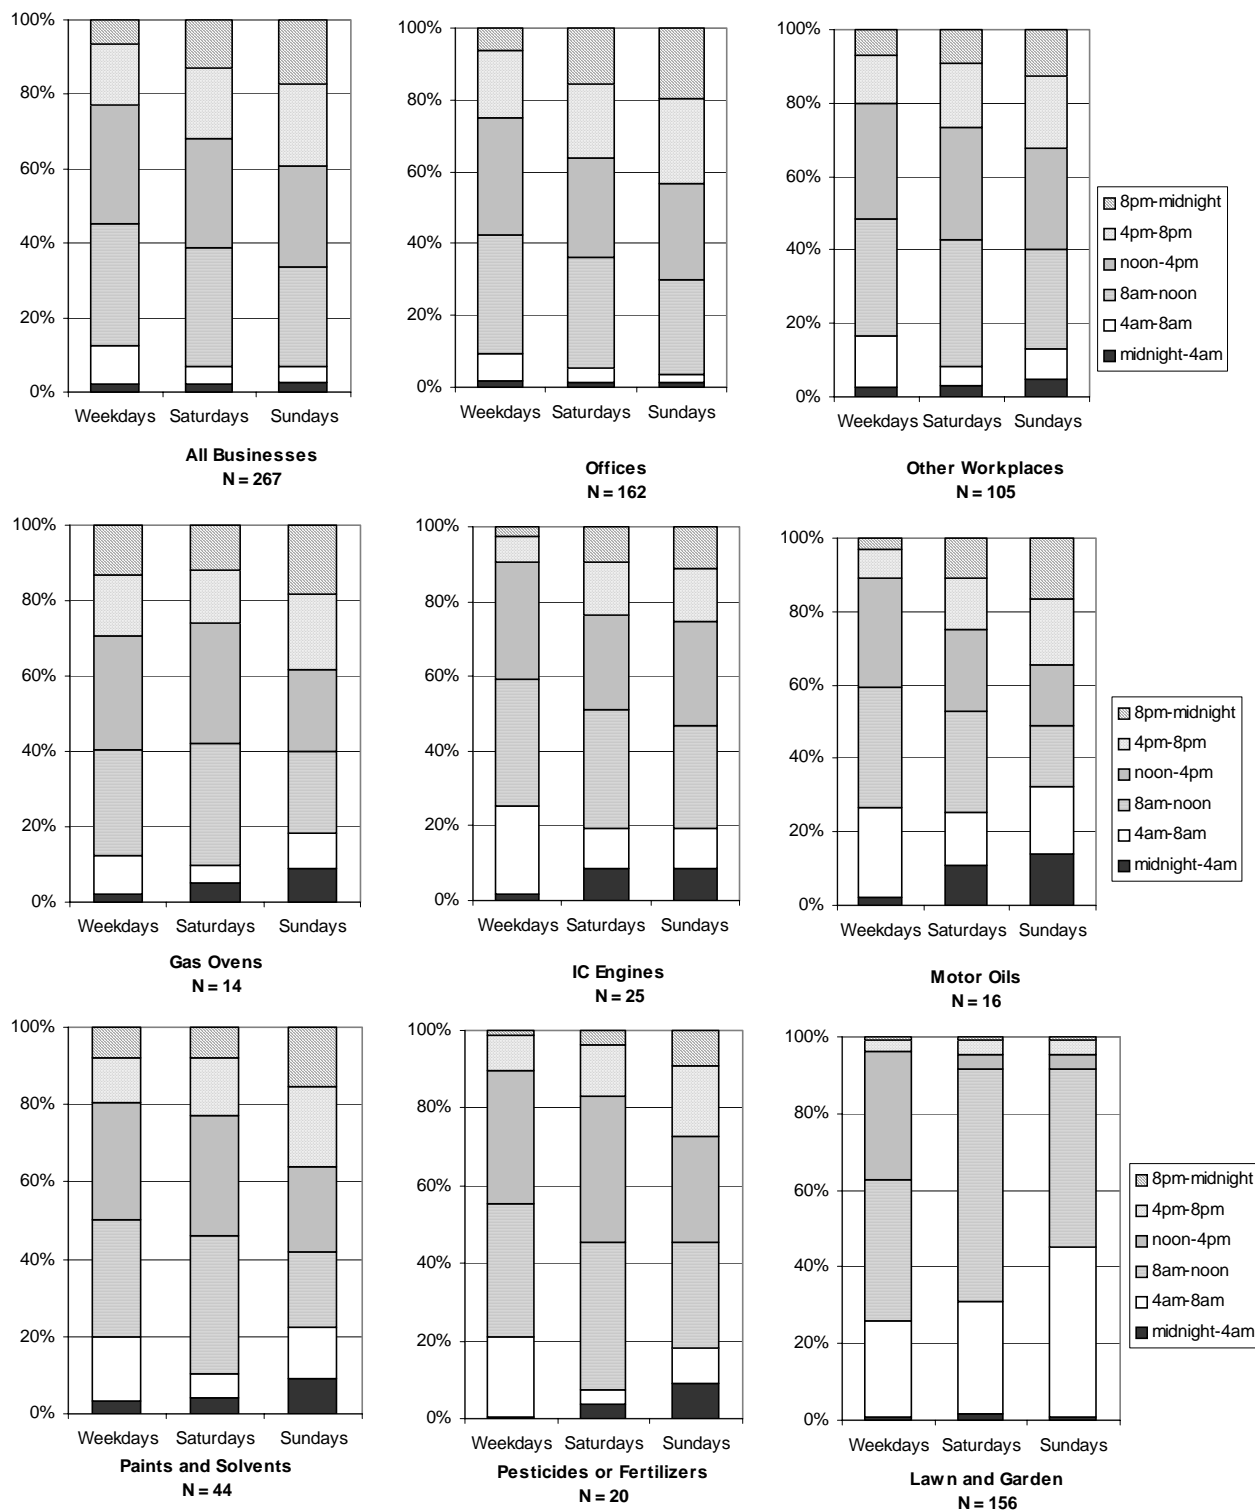 100%
80%
60%
40%
20%
0%
Weekdays Saturdays Sundays
All Businesses
N = 267
100%
80%
60%
40%
20%
0%
Weekdays Saturdays Sundays
Offices
N = 162
100%
80%
60%
40%
20%
0%
Weekdays Saturdays Sundays
Other Workplaces
N = 105
8pm-midnight
4pm-8pm
noon-4pm
8am-noon
4am-8am
midnight-4am
100%
80%
60%
40%
20%
0%
Weekdays Saturdays Sundays
Gas Ovens
N = 14
100%
80%
60%
40%
20%
0%
Weekdays Saturdays Sundays
IC Engines
N = 25
100%
80%
60%
40%
20%
0%
Weekdays Saturdays Sundays
Motor Oils
N = 16
8pm-midnight
4pm-8pm
noon-4pm
8am-noon
4am-8am
midnight-4am
100%
80%
60%
40%
20%
0%
Weekdays Saturdays Sundays
Paints and Solvents
N = 44
100%
80%
60%
40%
20%
0%
Weekdays Saturdays Sundays
Pesticides or Fertilizers
N = 20
100%
80%
60%
40%
20%
0%
Weekdays Saturdays Sundays
Lawn and Garden
N = 156
8pm-midnight
4pm-8pm
noon-4pm
8am-noon
4am-8am
midnight-4am